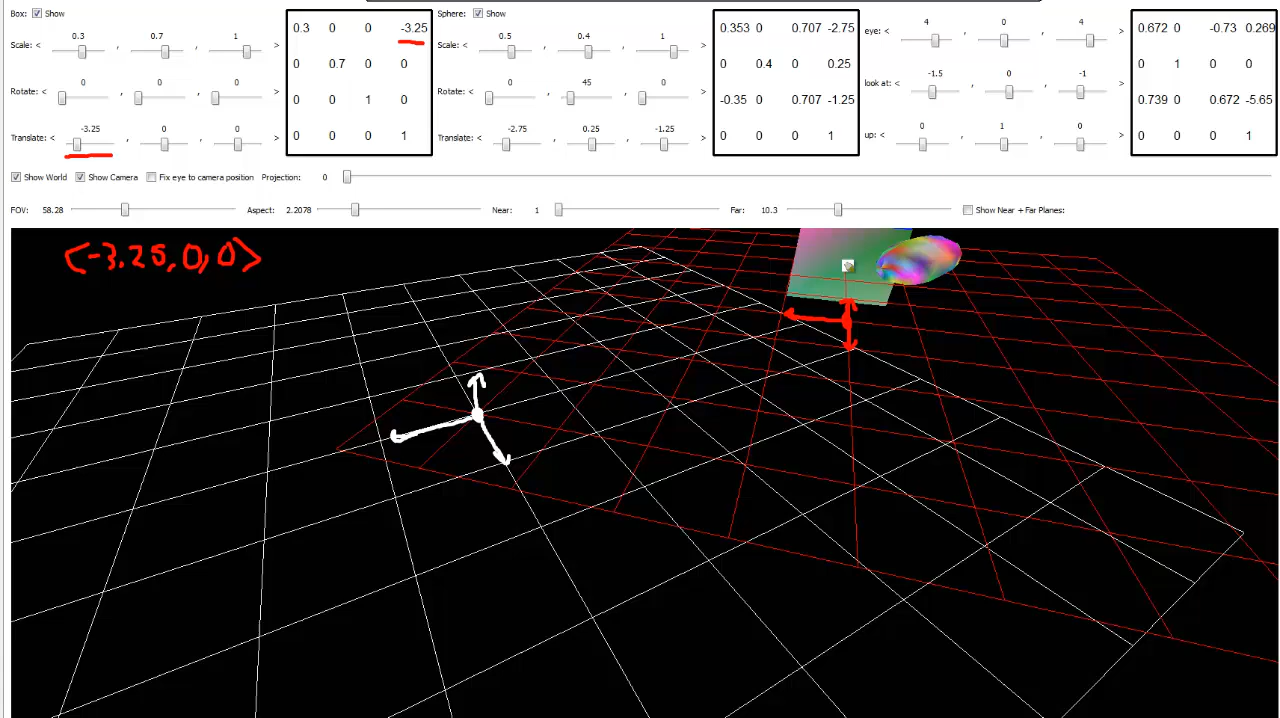 Box: Show
Scale: < 0.3 , 0.7 , 1 >
Rotate: < 0 , 0 , 0 >
Translate: < -3.25 , 0 , 0 >
0.3 0 0 -3.25
0 0.7 0 0
0 0 1 0
0 0 0 1
Sphere: Show
Scale: < 0.5 , 0.4 , 1 >
Rotate: < 0 , 45 , 0 >
Translate: < -2.75 , 0.25 , -1.25 >
0.353 0 0.707 -2.75
0 0.4 0 0.25
-0.35 0 0.707 -1.25
0 0 0 1
eye: < 4 , 0 , 4 >
look at: < -1.5 , 0 , -1 >
up: < 0 , 1 , 0 >
0.672 0 -0.73 0.269
0 1 0 0
0.739 0 0.672 -5.65
0 0 0 1
Show World Show Camera Fix eye to camera position Projection: 0
FOV: 58.28 Aspect: 2.2078 Near: 1 Far: 10.3 Show Near + Far Planes:
<-3.25, 0, 0>